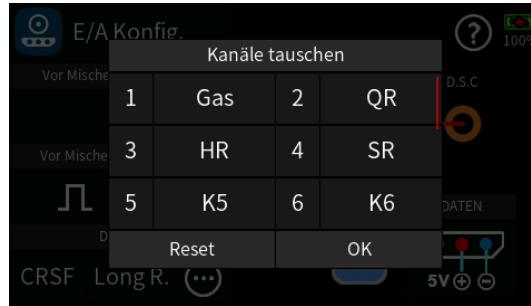 E/A Konfig.
?
100%
Kanäle tauschen
Vor Mische
D.S.C
1 Gas 2 QR
3 HR 4 SR
Vor Mische
5 K5 6 K6
DATEN
D
Reset OK
CRSF Long R.
5V